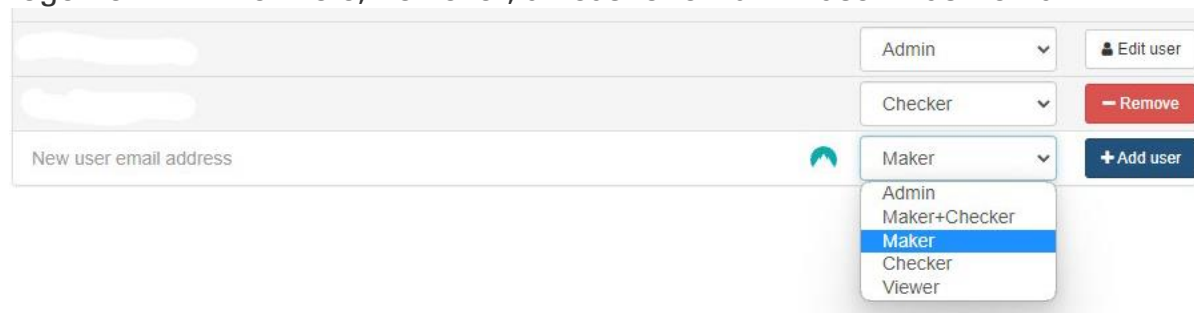 Admin Edit user
Checker Remove
New user email address Maker + Add user
Admin
Maker+Checker
Maker
Checker
Viewer